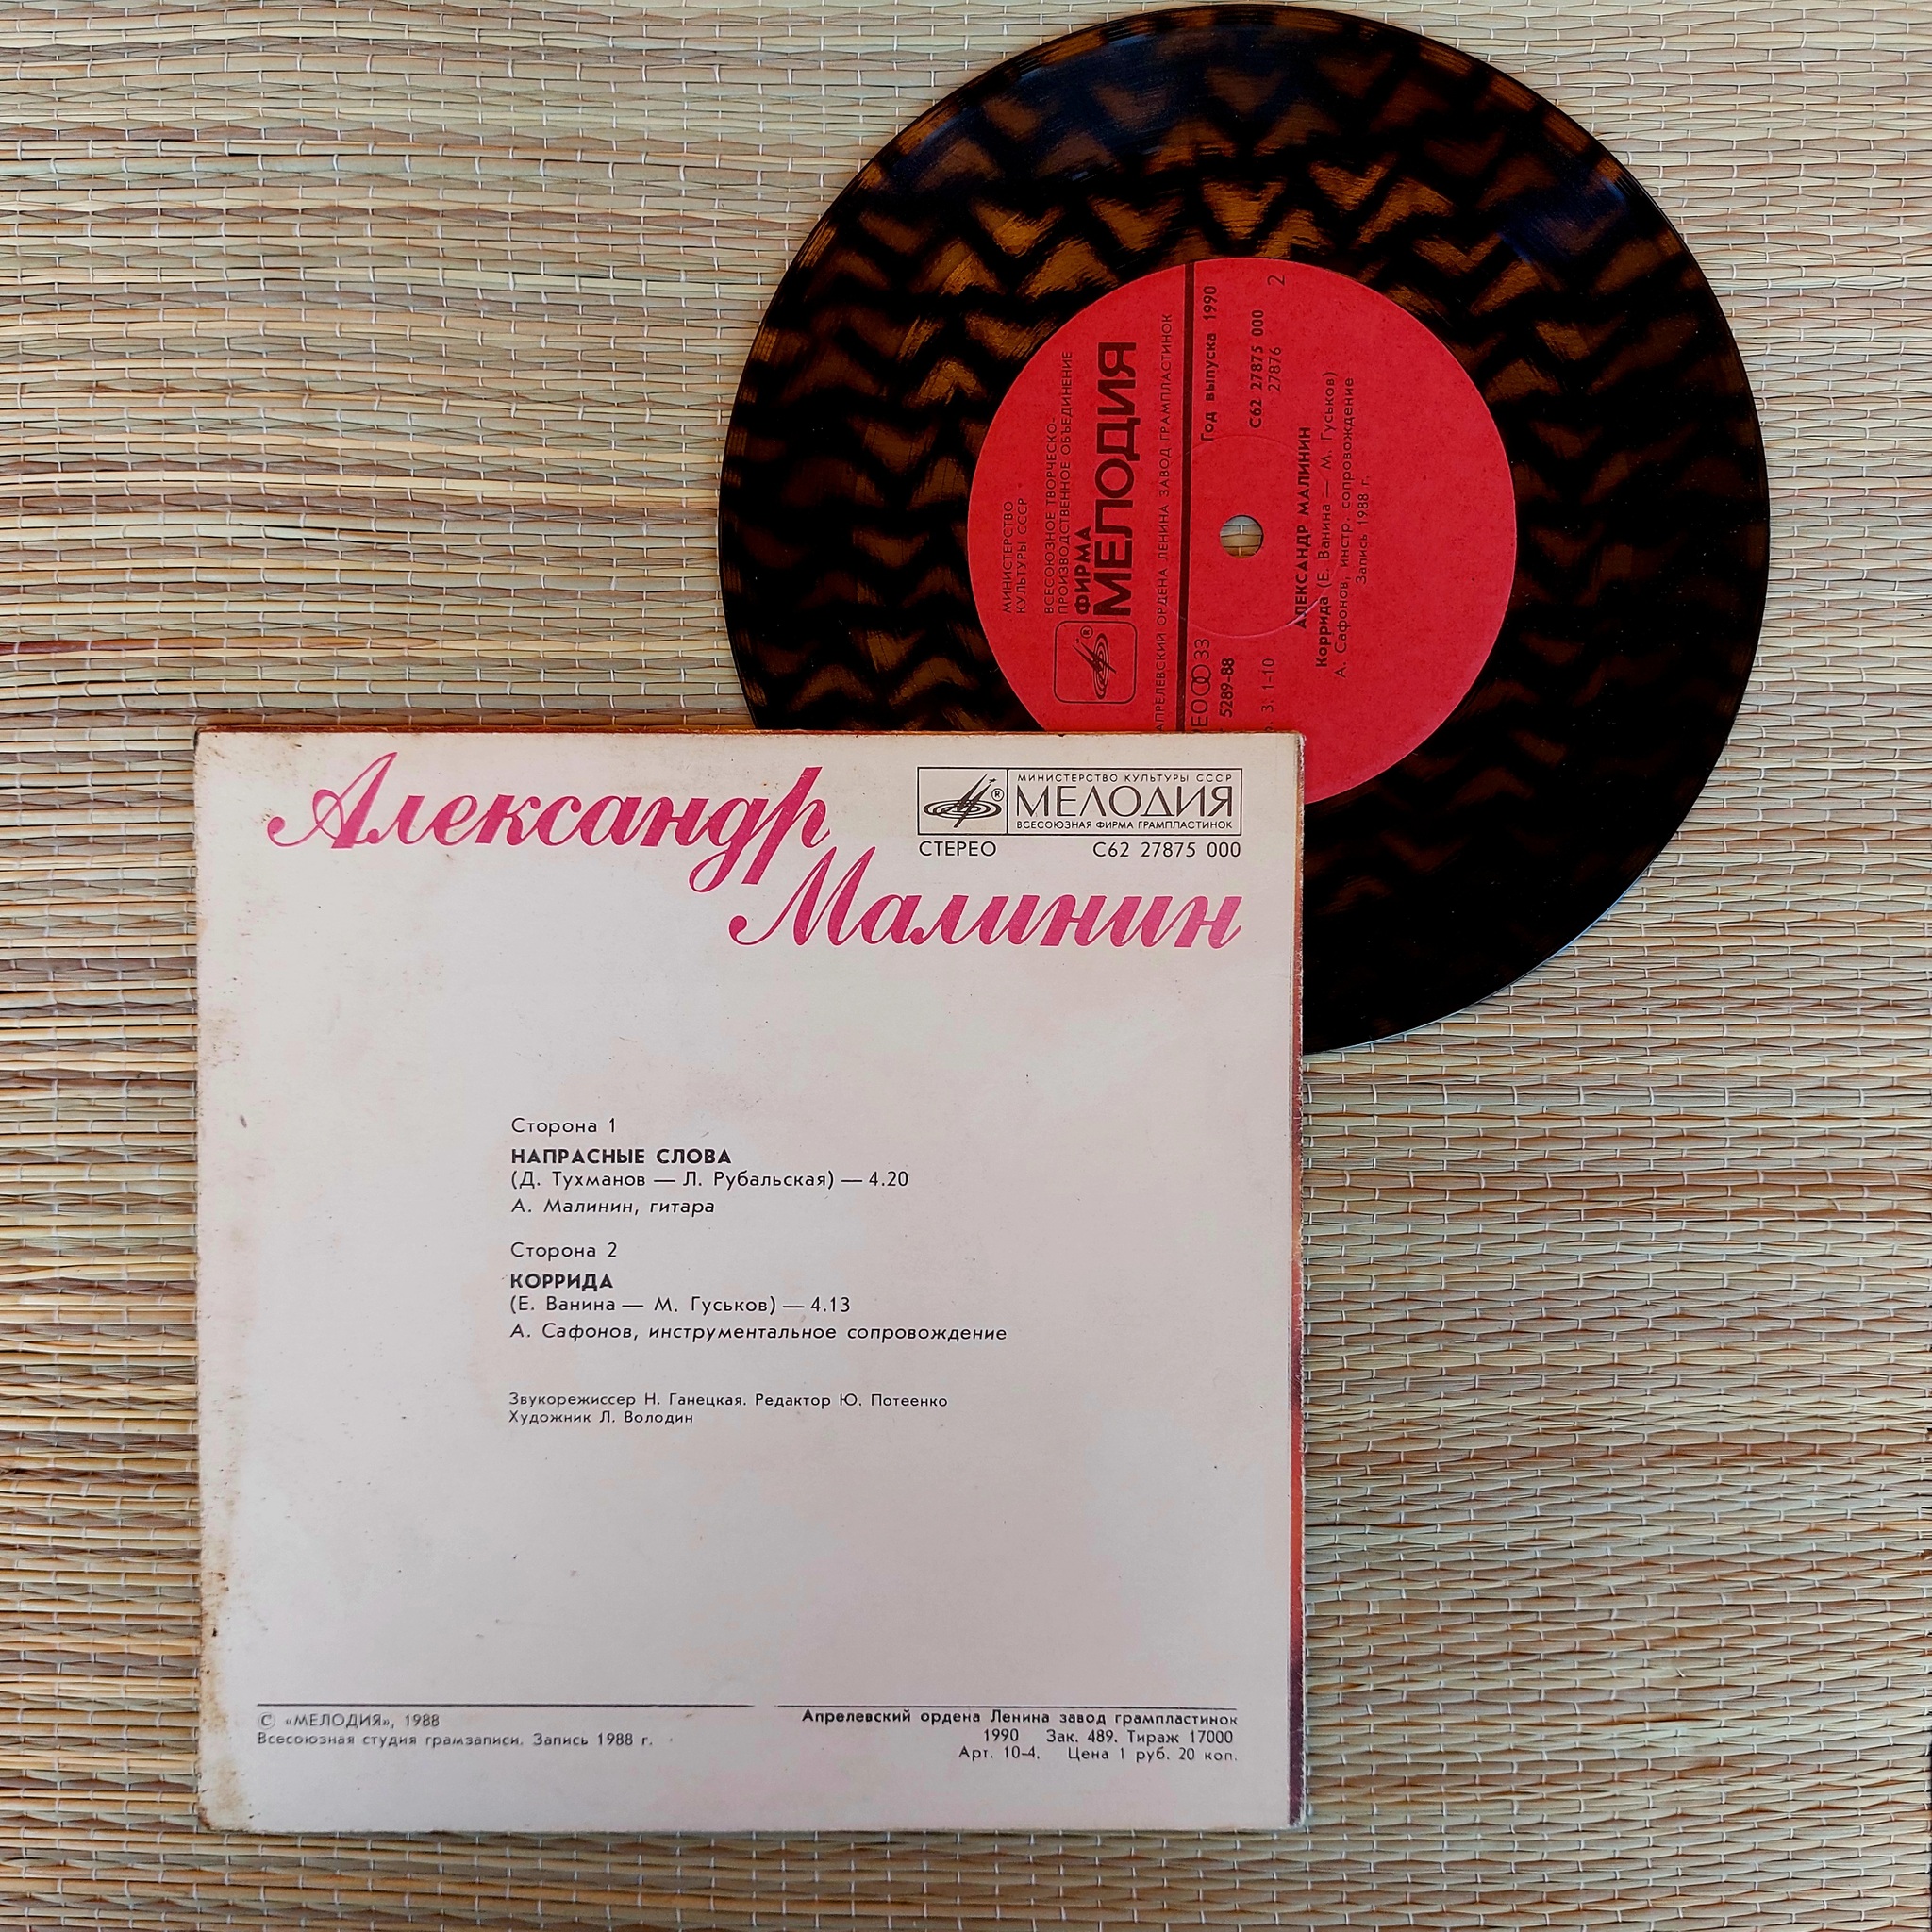 МИНИСТЕРСТВО
КУЛЬТУРЫ СССР
ВСЕСОЮЗНОЕ ТВОРЧЕСКО-
ПРОИЗВОДСТВЕННОЕ ОБЪЕДИНЕНИЕ
ФИРМА
МЕЛОДИЯ
АПРЕЛЕВСКИЙ ОРДЕНА ЛЕНИНА ЗАВОД ГРАМПЛАСТИНОК
33 Год выпуска 1990
5289-88
С62 27875 000
27876 2
3: 1-10
АЛЕКСАНДР МАЛИНИН
Коррида (Е. Ванина — М. Гуськов)
А. Сафонов, инстр. сопровождение
Запись 1988 г.
Александр
Малинин
МИНИСТЕРСТВО КУЛЬТУРЫ СССР
МЕЛОДИЯ
ВСЕСОЮЗНАЯ ФИРМА ГРАМПЛАСТИНОК
СТЕРЕО С62 27875 000
Сторона 1
НАПРАСНЫЕ СЛОВА
(Д. Тухманов — Л. Рубальская) — 4.20
А. Малинин, гитара
Сторона 2
КОРРИДА
(Е. Ванина — М. Гуськов) — 4.13
А. Сафонов, инструментальное сопровождение
Звукорежиссер Н. Ганецкая. Редактор Ю. Потеенко
Художник Л. Володин
© «МЕЛОДИЯ», 1988
Всесоюзная студия грамзаписи. Запись 1988 г.
Апрелевский ордена Ленина завод грампластинок
1990 Зак. 489. Тираж 17000
Арт. 10-4. Цена 1 руб. 20 коп.